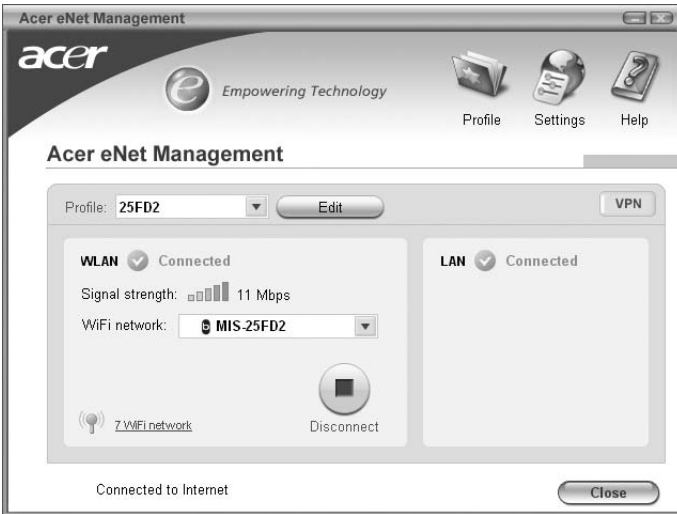 Acer eNet Management
acer
e Empowering Technology
Profile Settings Help
Acer eNet Management
Profile: 25FD2 Edit VPN
WLAN Connected
Signal strength: 11 Mbps
WiFi network: b MIS-25FD2
7 WiFi network
Disconnect
LAN Connected
Connected to Internet
Close